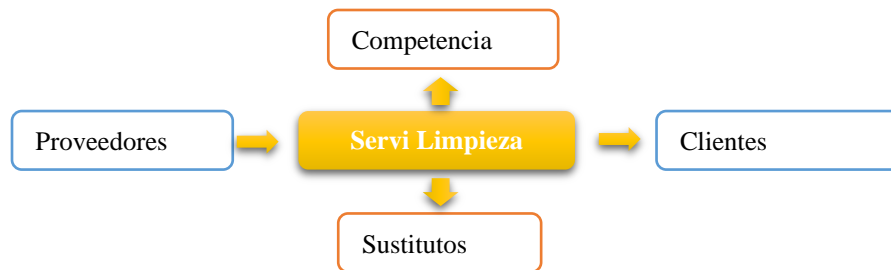 Competencia
Proveedores
Servi Limpieza
Clientes
Sustitutos